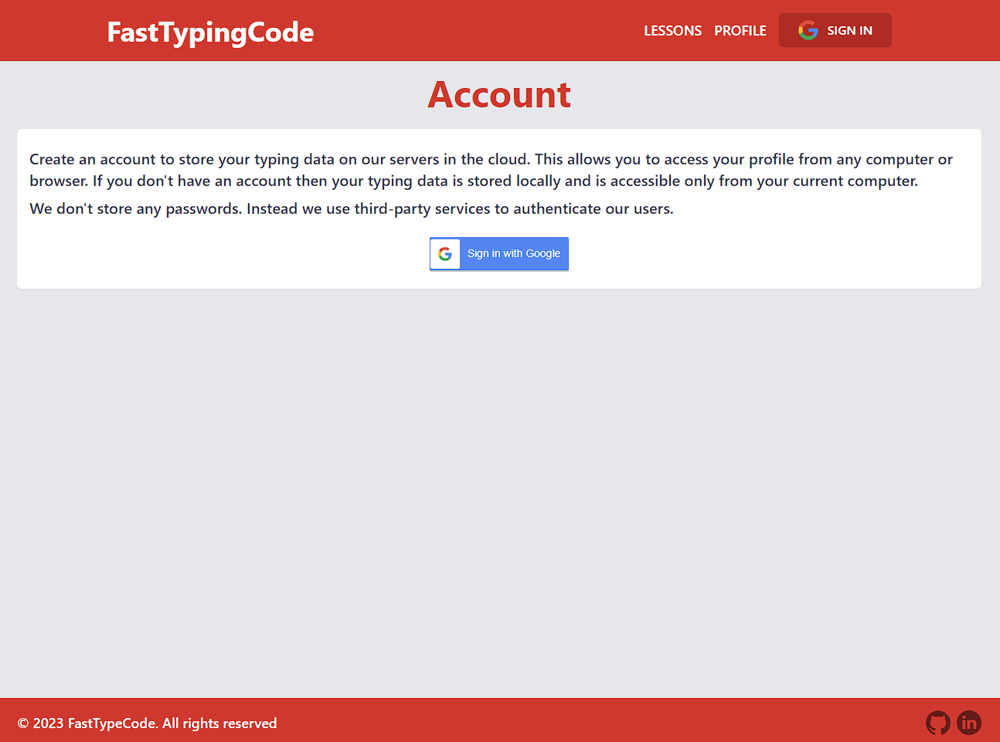 FastTypingCode
LESSONS PROFILE SIGN IN
Account
Create an account to store your typing data on our servers in the cloud. This allows you to access your profile from any computer or
browser. If you don't have an account then your typing data is stored locally and is accessible only from your current computer.
We don't store any passwords. Instead we use third-party services to authenticate our users.
Sign in with Google
© 2023 FastTypeCode. All rights reserved
in